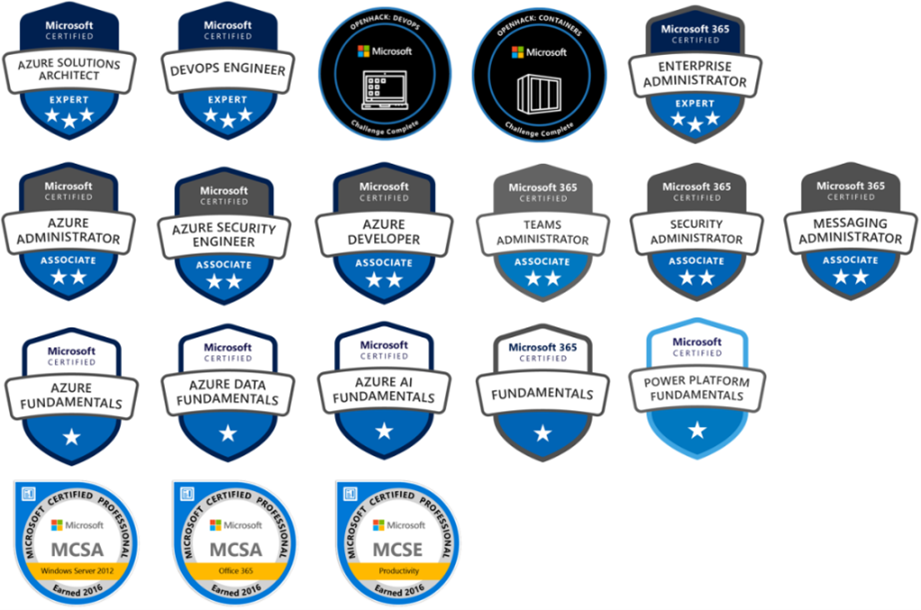 Microsoft
CERTIFIED
AZURE SOLUTIONS
ARCHITECT
EXPERT
Microsoft
CERTIFIED
DEVOPS ENGINEER
EXPERT
OPENHACK: DEVOPS
Microsoft
Challenge Complete
OPENHACK: CONTAINERS
Microsoft
Challenge Complete
Microsoft 365
CERTIFIED
ENTERPRISE
ADMINISTRATOR
EXPERT
Microsoft
CERTIFIED
AZURE
ADMINISTRATOR
ASSOCIATE
Microsoft
CERTIFIED
AZURE SECURITY
ENGINEER
ASSOCIATE
Microsoft
CERTIFIED
AZURE
DEVELOPER
ASSOCIATE
Microsoft 365
CERTIFIED
TEAMS
ADMINISTRATOR
ASSOCIATE
Microsoft 365
CERTIFIED
SECURITY
ADMINISTRATOR
ASSOCIATE
Microsoft 365
CERTIFIED
MESSAGING
ADMINISTRATOR
ASSOCIATE
Microsoft
CERTIFIED
AZURE
FUNDAMENTALS
Microsoft
CERTIFIED
AZURE DATA
FUNDAMENTALS
Microsoft
CERTIFIED
AZURE AI
FUNDAMENTALS
Microsoft 365
CERTIFIED
FUNDAMENTALS
Microsoft
CERTIFIED
POWER PLATFORM
FUNDAMENTALS
MICROSOFT CERTIFIED PROFESSIONAL
Microsoft
MCSA
Windows Server 2012
Earned 2016
MICROSOFT CERTIFIED PROFESSIONAL
Microsoft
MCSA
Office 365
Earned 2016
MICROSOFT CERTIFIED PROFESSIONAL
Microsoft
MCSE
Productivity
Earned 2016